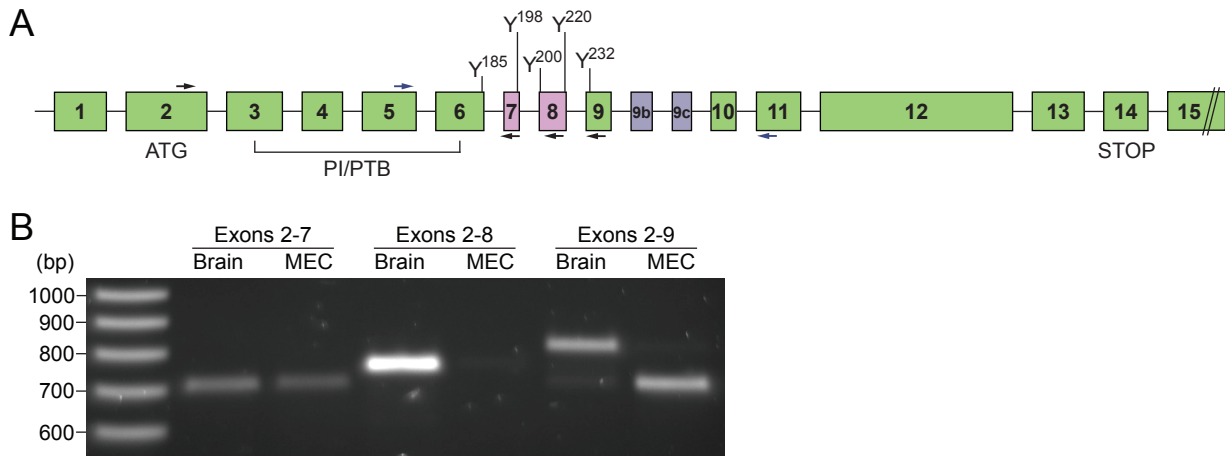 A
Y198 Y220
Y185 Y200 Y232
1 2 3 4 5 6 7 8 9 9b 9c 10 11 12 13 14 15
ATG STOP
PI/PTB
B
Exons 2-7 Exons 2-8 Exons 2-9
(bp) Brain MEC Brain MEC Brain MEC
1000
900
800
700
600